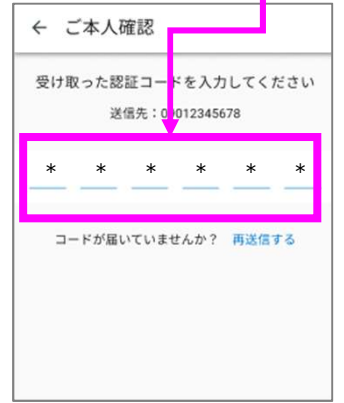 ← ご本人確認
受け取った認証コードを入力してください
送信先：09012345678
* * * * * *
コードが届いていませんか？ 再送信する